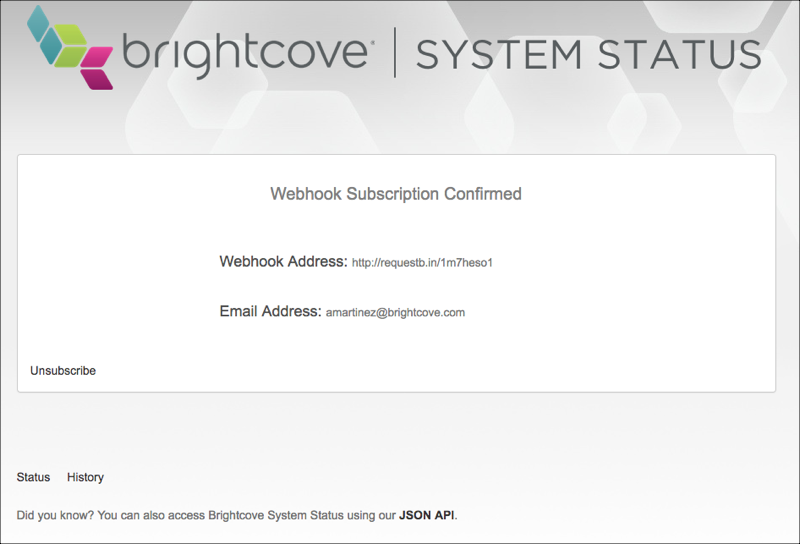 brightcove® | SYSTEM STATUS
Webhook Subscription Confirmed
Webhook Address: http://requestb.in/1m7heso1
Email Address: amartinez@brightcove.com
Unsubscribe
Status History
Did you know? You can also access Brightcove System Status using our JSON API.